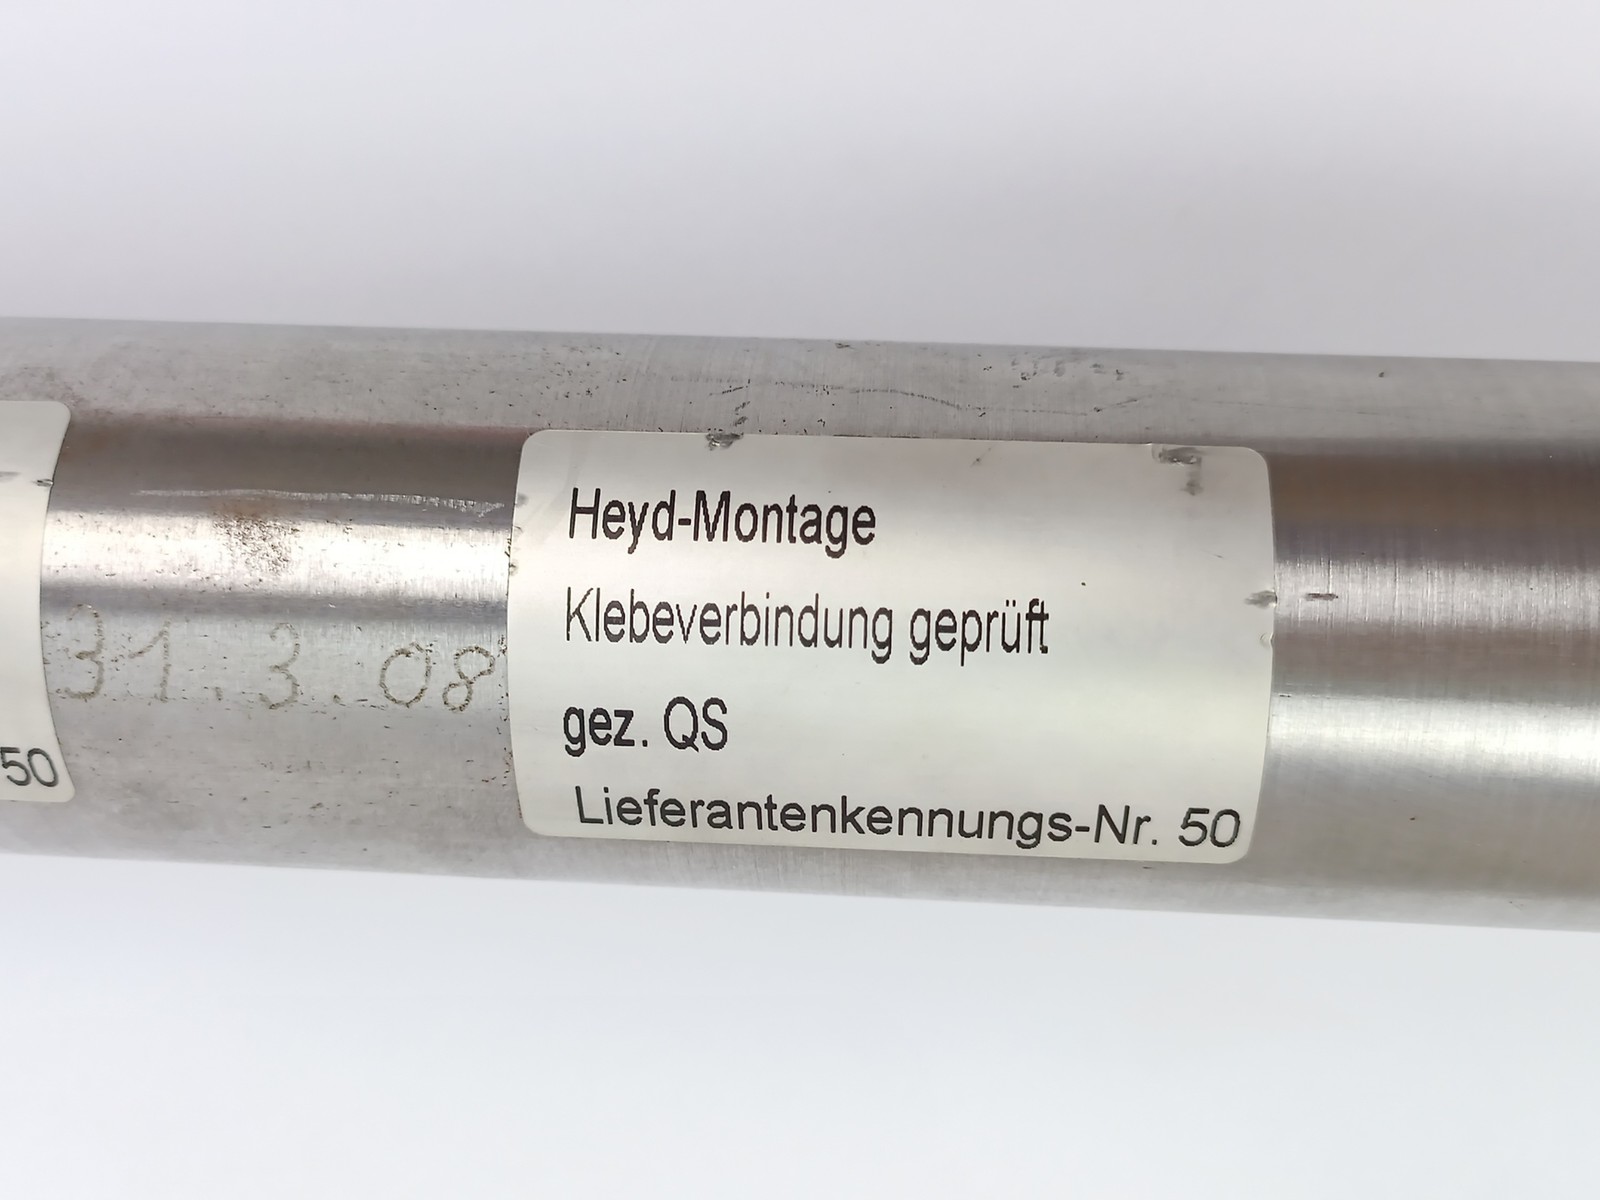 Heyd-Montage
Klebeverbindung geprüft
gez. QS
Lieferantenkennungs-Nr. 50
31.3.08
50